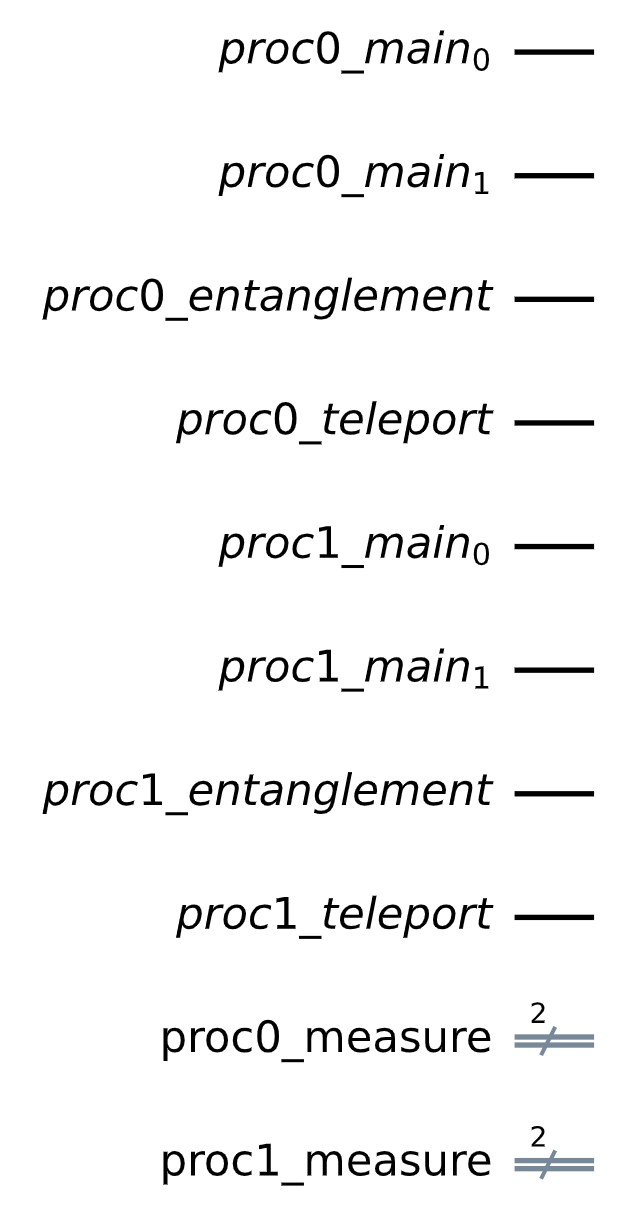 proc0_main₀
proc0_main₁
proc0_entanglement
proc0_teleport
proc1_main₀
proc1_main₁
proc1_entanglement
proc1_teleport
proc0_measure 2
proc1_measure 2